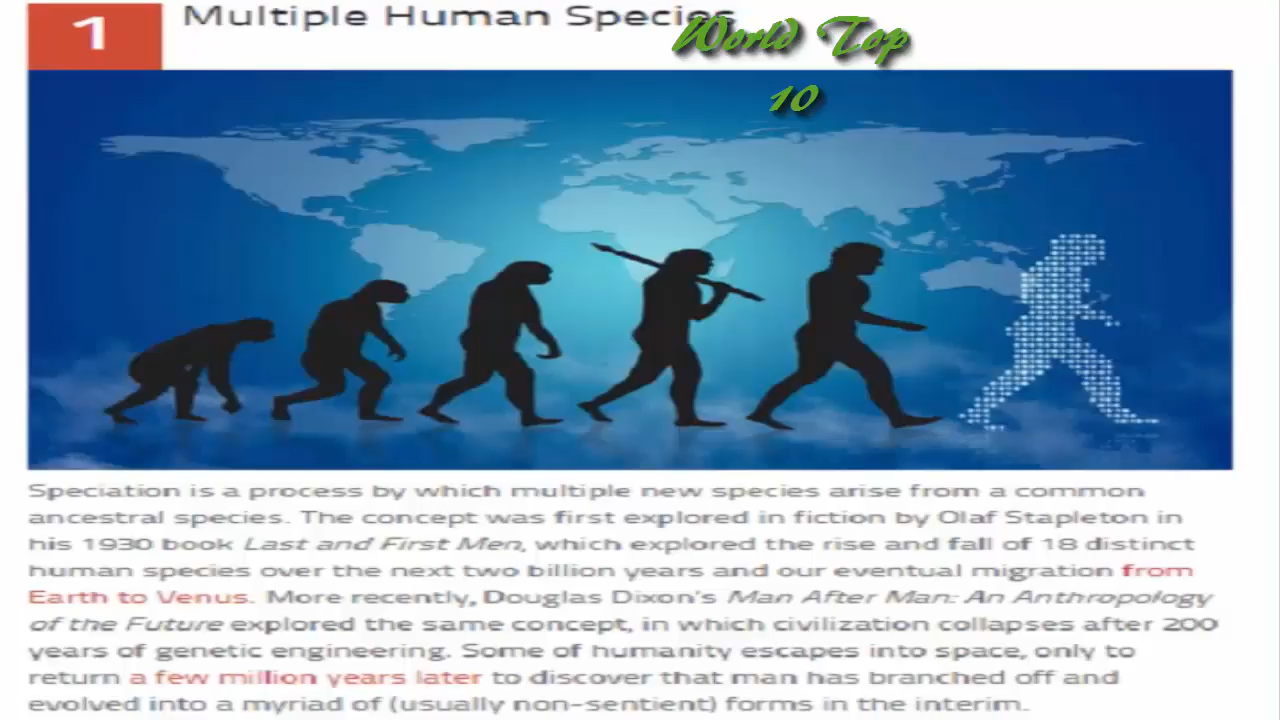 1
Multiple Human Species
World Top
10
Speciation is a process by which multiple new species arise from a common
ancestral species. The concept was first explored in fiction by Olaf Stapleton in
his 1930 book Last and First Men, which explored the rise and fall of 18 distinct
human species over the next two billion years and our eventual migration from
Earth to Venus. More recently, Douglas Dixon's Man After Man: An Anthropology
of the Future explored the same concept, in which civilization collapses after 200
years of genetic engineering. Some of humanity escapes into space, only to
return a few million years later to discover that man has branched off and
evolved into a myriad of (usually non-sentient) forms in the interim.